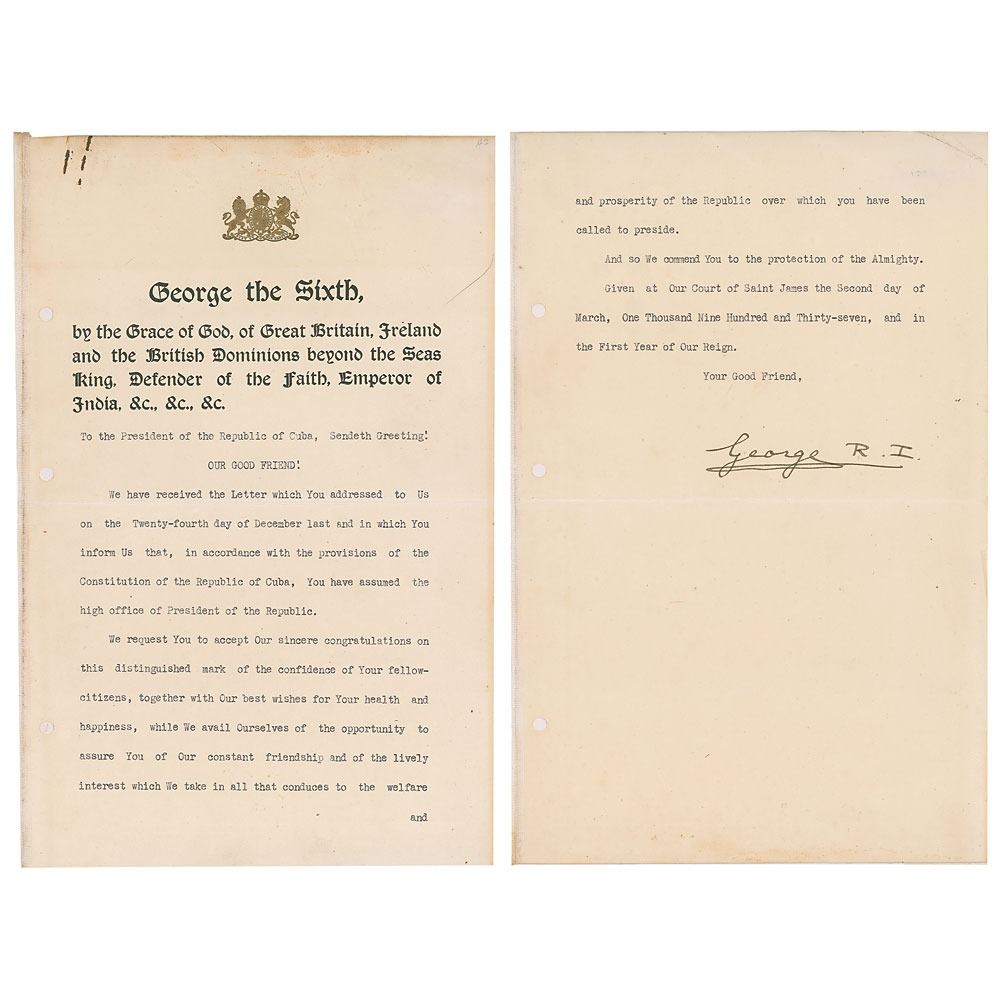 George the Sixth,
by the Grace of God, of Great Britain, Ireland
and the British Dominions beyond the Seas
King, Defender of the Faith, Emperor of
India, &c., &c., &c.
To the President of the Republic of Cuba, Sendeth Greeting!
OUR GOOD FRIEND!
We have received the Letter which You addressed to Us
on the Twenty-fourth day of December last and in which You
inform Us that, in accordance with the provisions of the
Constitution of the Republic of Cuba, You have assumed the
high office of President of the Republic.
We request You to accept Our sincere congratulations on
this distinguished mark of the confidence of Your fellow-
citizens, together with Our best wishes for Your health and
happiness, while We avail Ourselves of the opportunity to
assure You of Our constant friendship and of the lively
interest which We take in all that conduces to the welfare
and
and prosperity of the Republic over which you have been
called to preside.
And so We commend You to the protection of the Almighty.
Given at Our Court of Saint James the Second day of
March, One Thousand Nine Hundred and Thirty-seven, and in
the First Year of Our Reign.
Your Good Friend,
George R. I.